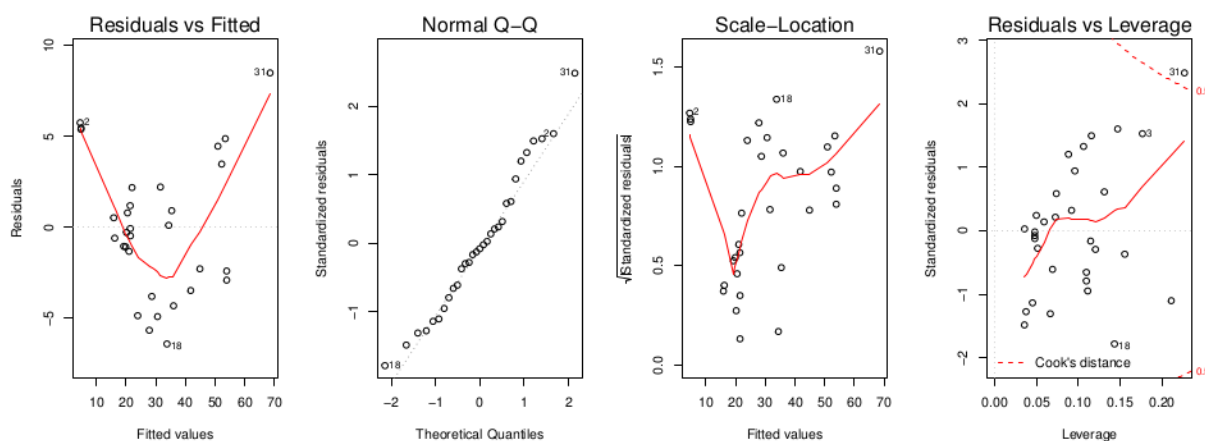 Residuals vs Fitted
Residuals
10
5
0
−5
31
2
18
10 20 30 40 50 60 70
Fitted values
Normal Q−Q
Standardized residuals
2
1
0
−1
31
2
18
−2 −1 0 1 2
Theoretical Quantiles
Scale−Location
√|Standardized residuals|
1.5
1.0
0.5
0.0
31
18
2
10 20 30 40 50 60 70
Fitted values
Residuals vs Leverage
Standardized residuals
3
2
1
0
−1
−2
31
3
18
Cook's distance
0.00 0.05 0.10 0.15 0.20
Leverage